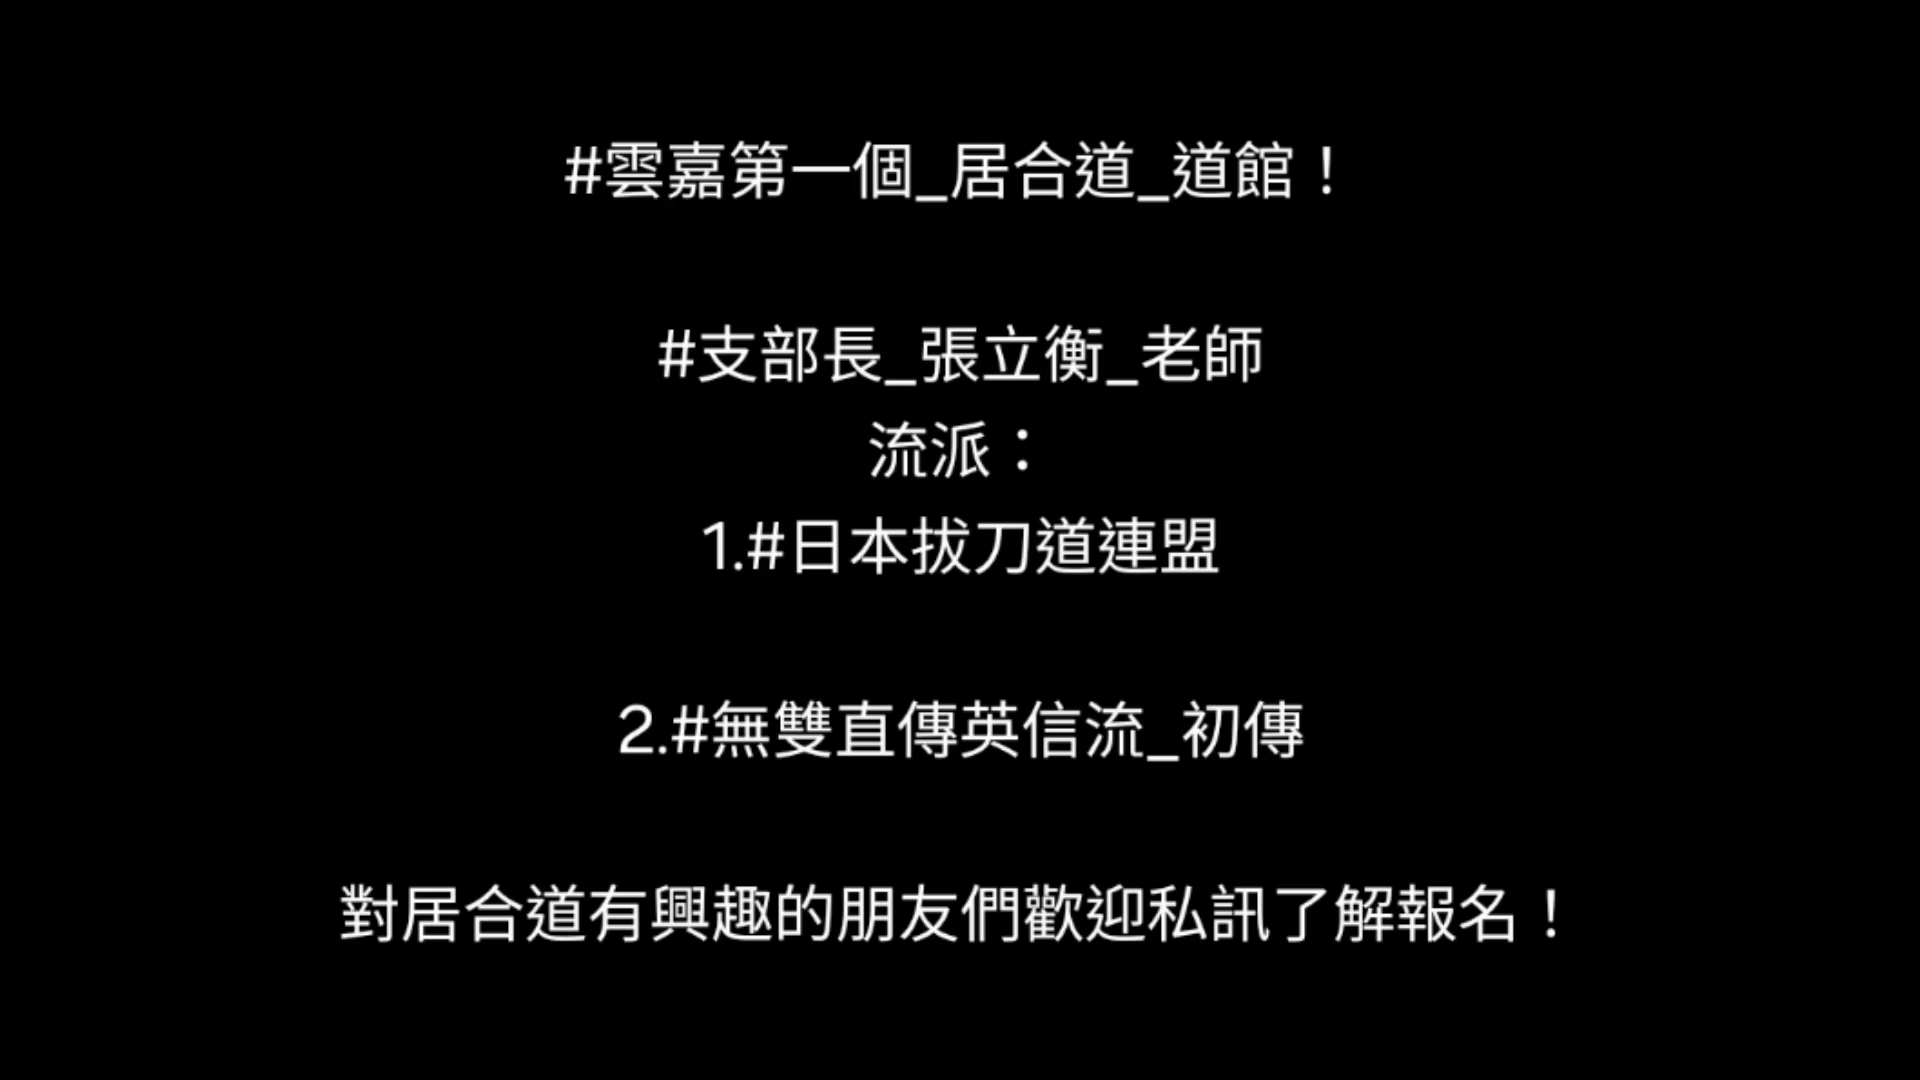 #雲嘉第一個_居合道_道館！
#支部長_張立衡_老師
流派：
1.#日本拔刀道連盟
2.#無雙直傳英信流_初傳
對居合道有興趣的朋友們歡迎私訊了解報名！